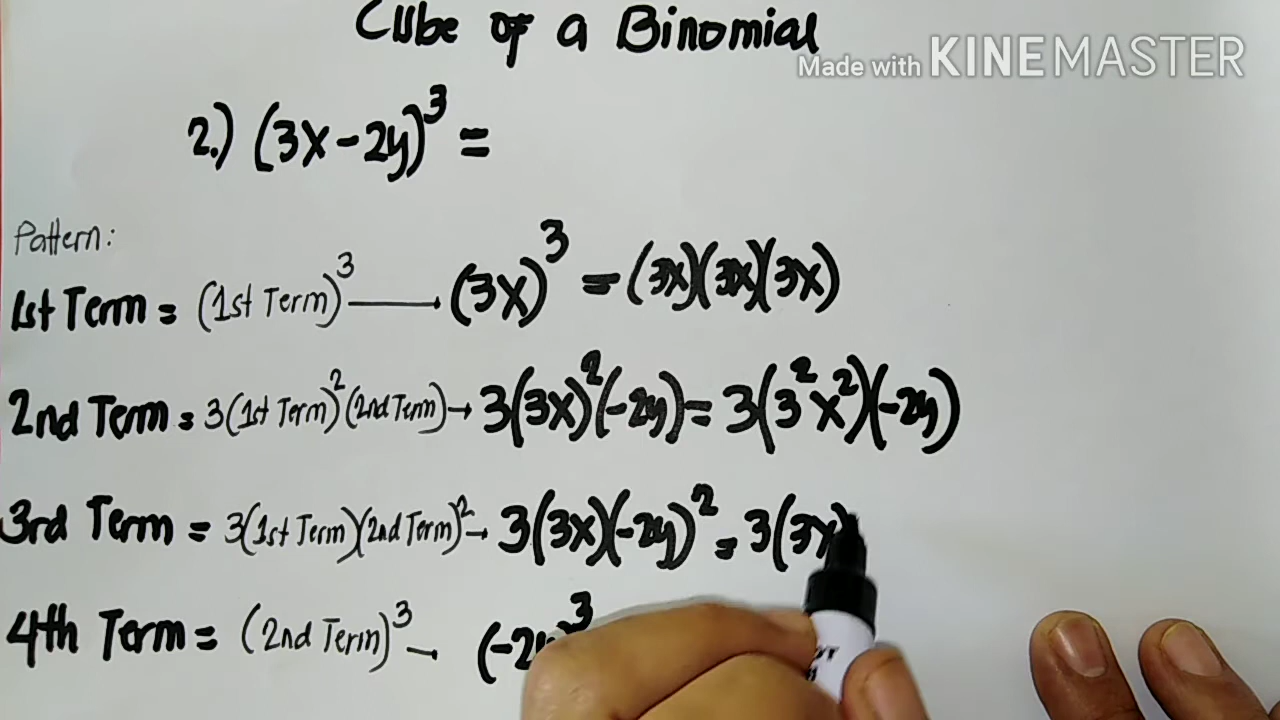 Cube of a Binomial
Made with KINEMASTER
2.) (3x-2y)³ =
Pattern:
1st Term = (1st Term)³ → (3x)³ = (3x)(3x)(3x)
2nd Term = 3(1st Term)²(2nd Term) → 3(3x)²(-2y) = 3(3²x²)(-2y)
3rd Term = 3(1st Term)(2nd Term)² → 3(3x)(-2y)² = 3(3x)
4th Term = (2nd Term)³ → (-2y)³